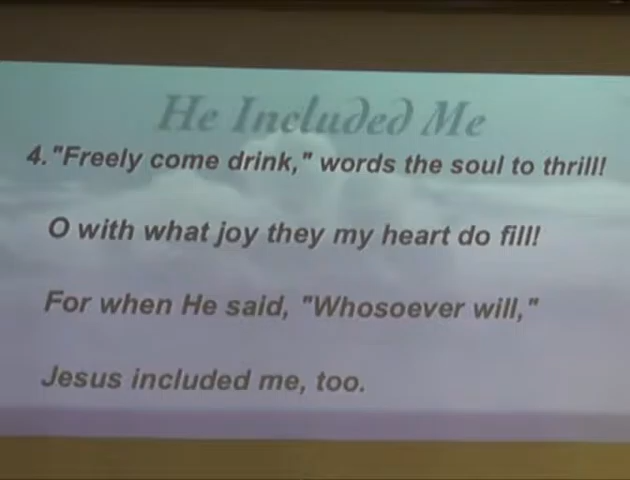 He Included Me
4. "Freely come drink," words the soul to thrill!
O with what joy they my heart do fill!
For when He said, "Whosoever will,"
Jesus included me, too.